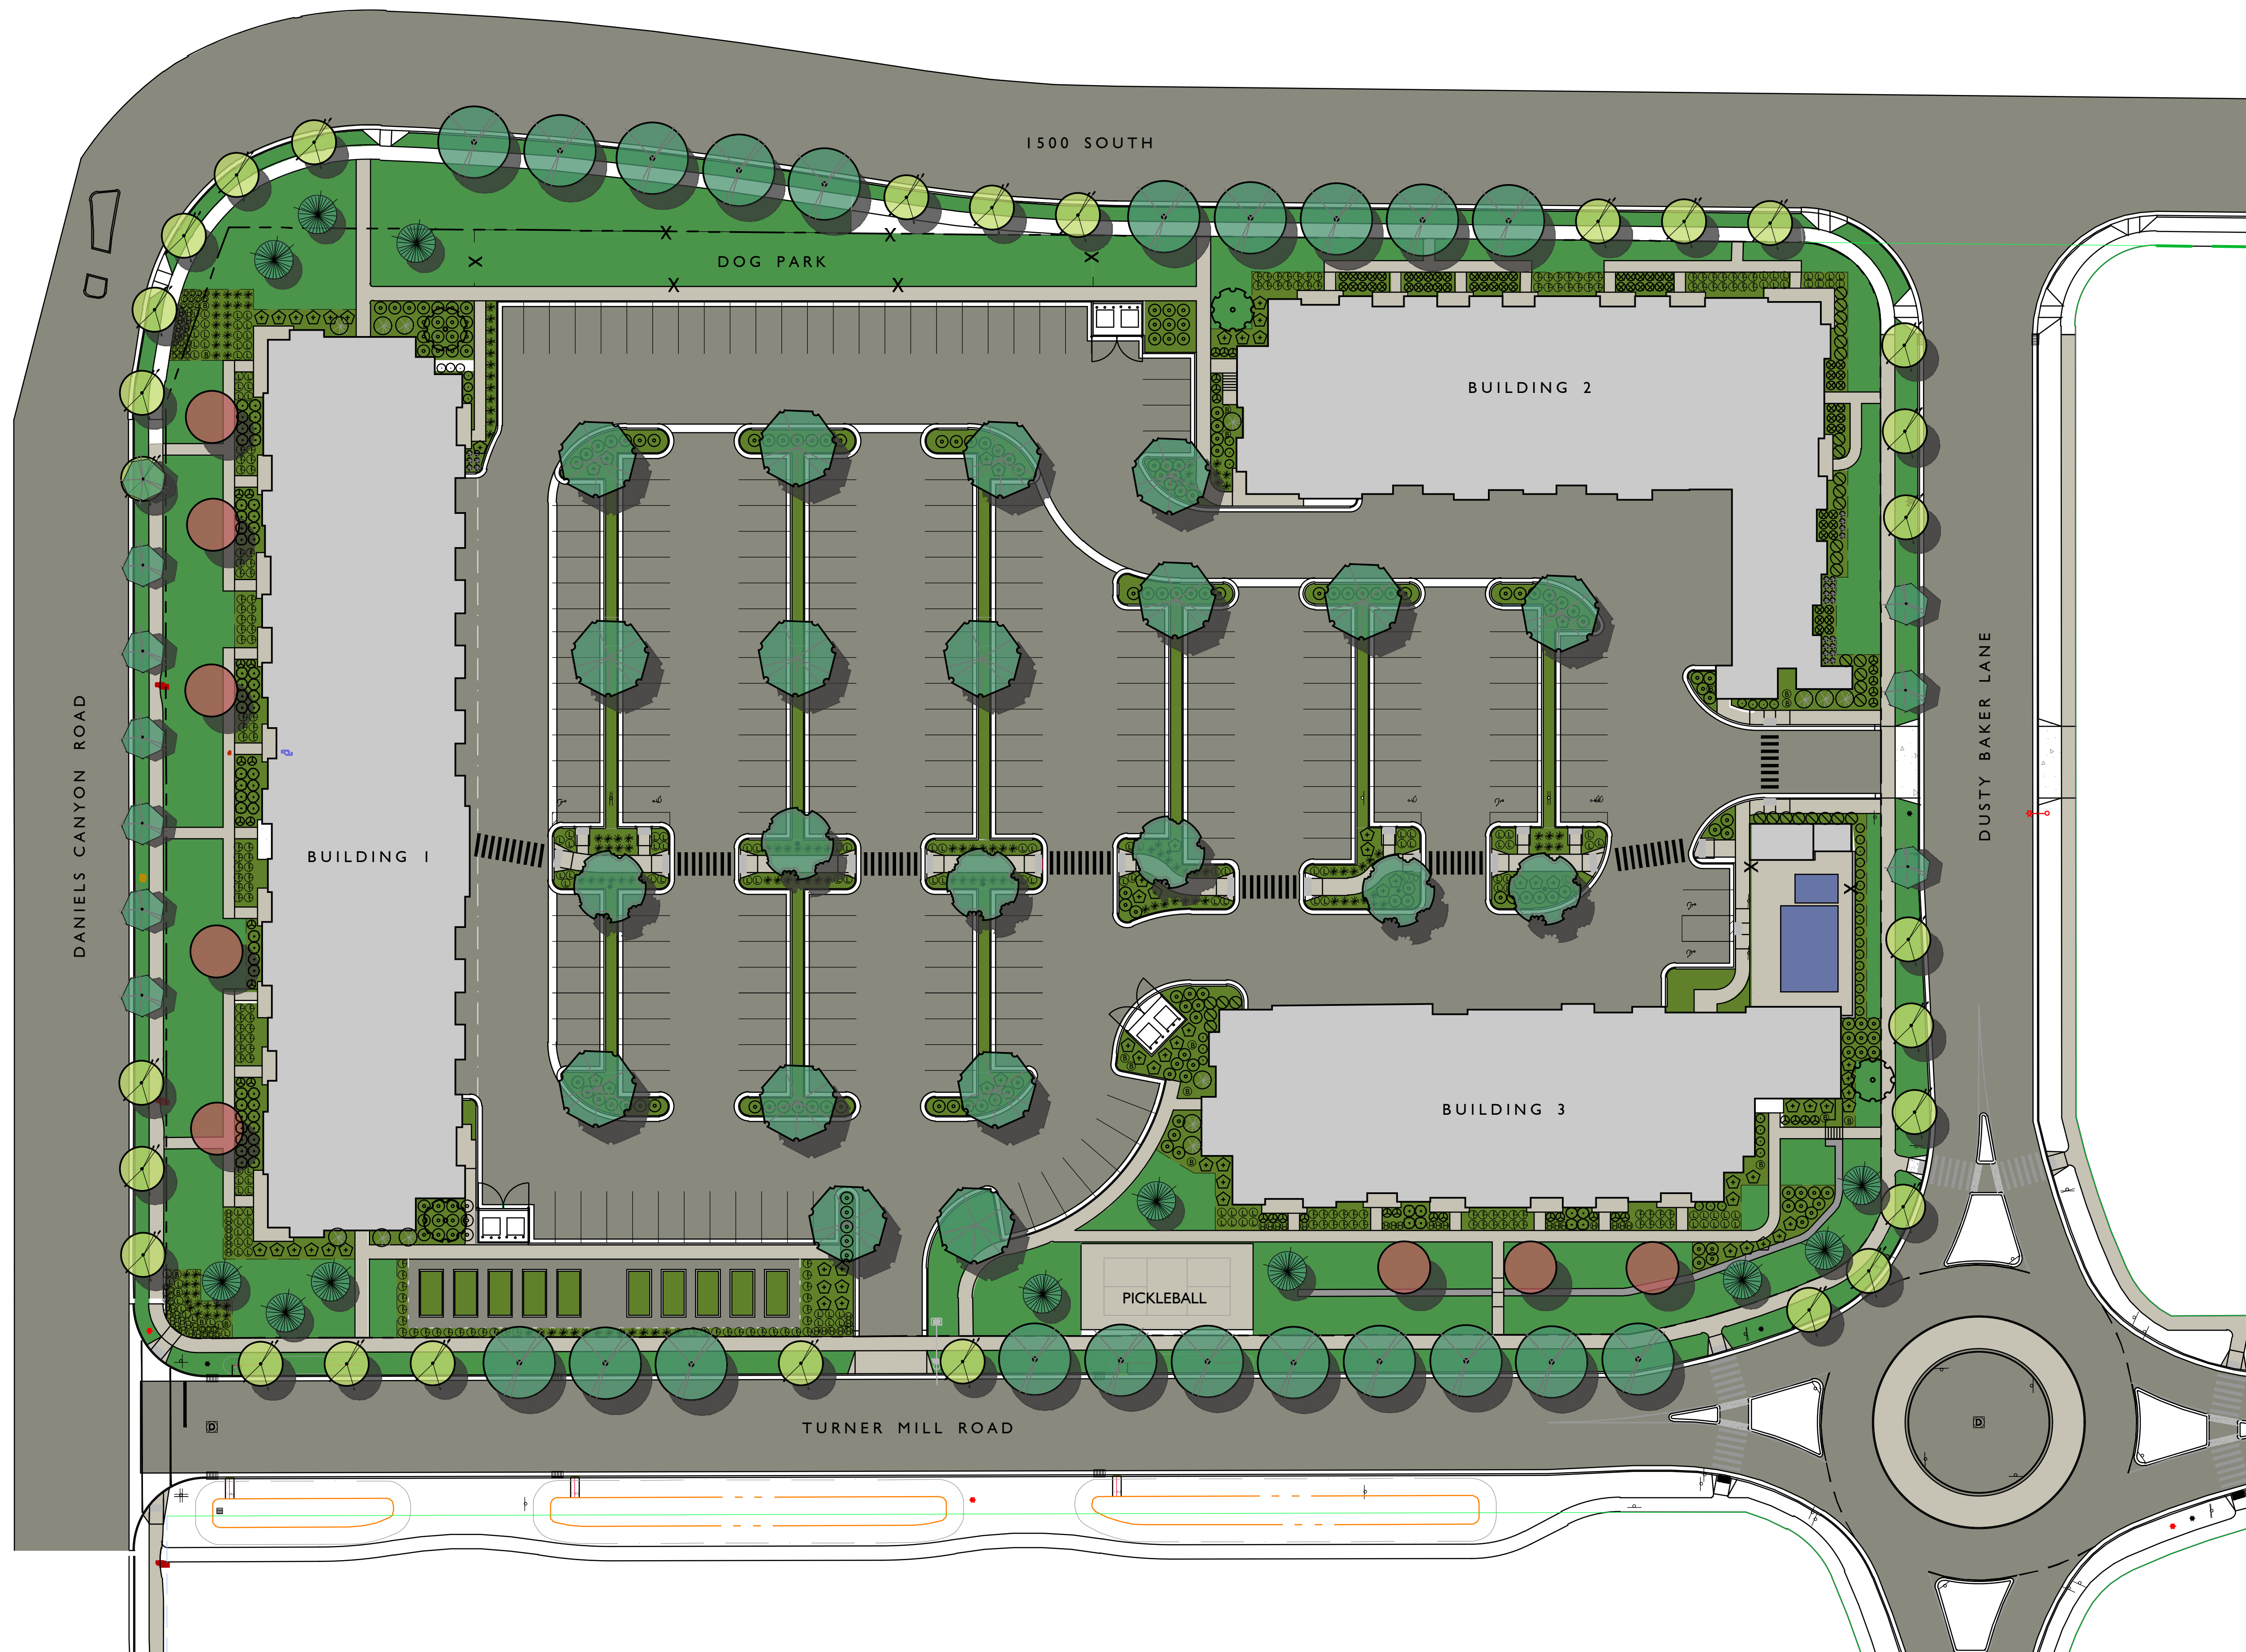 1500 SOUTH
DOG PARK
BUILDING 2
DANIELS CANYON ROAD
BUILDING 1
DUSTY BAKER LANE
BUILDING 3
PICKLEBALL
TURNER MILL ROAD
D
D